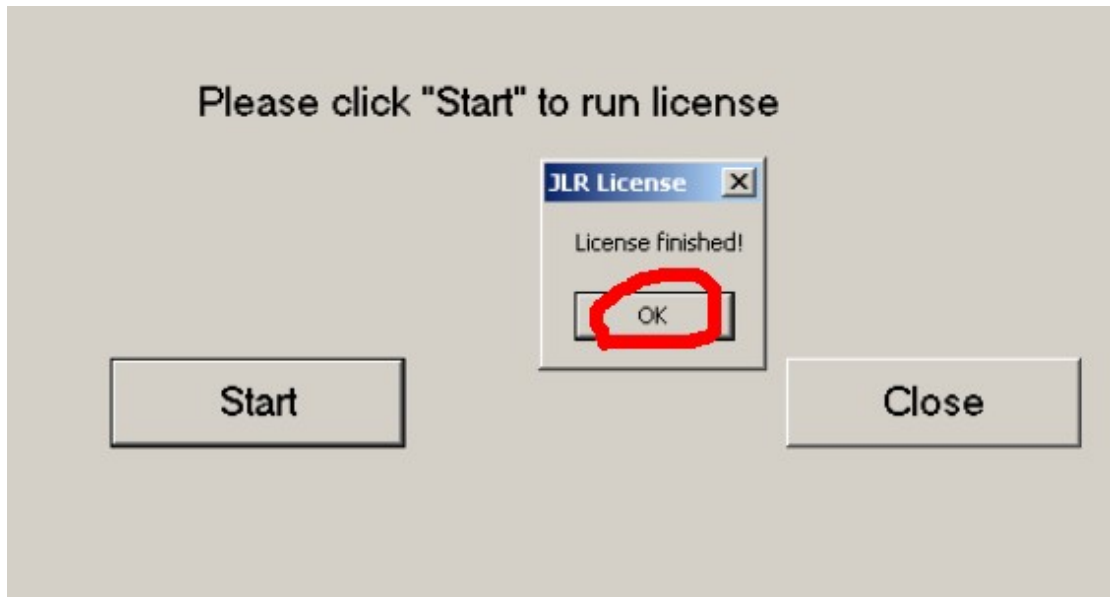 Please click "Start" to run license
JLR License
License finished!
OK
Start
Close